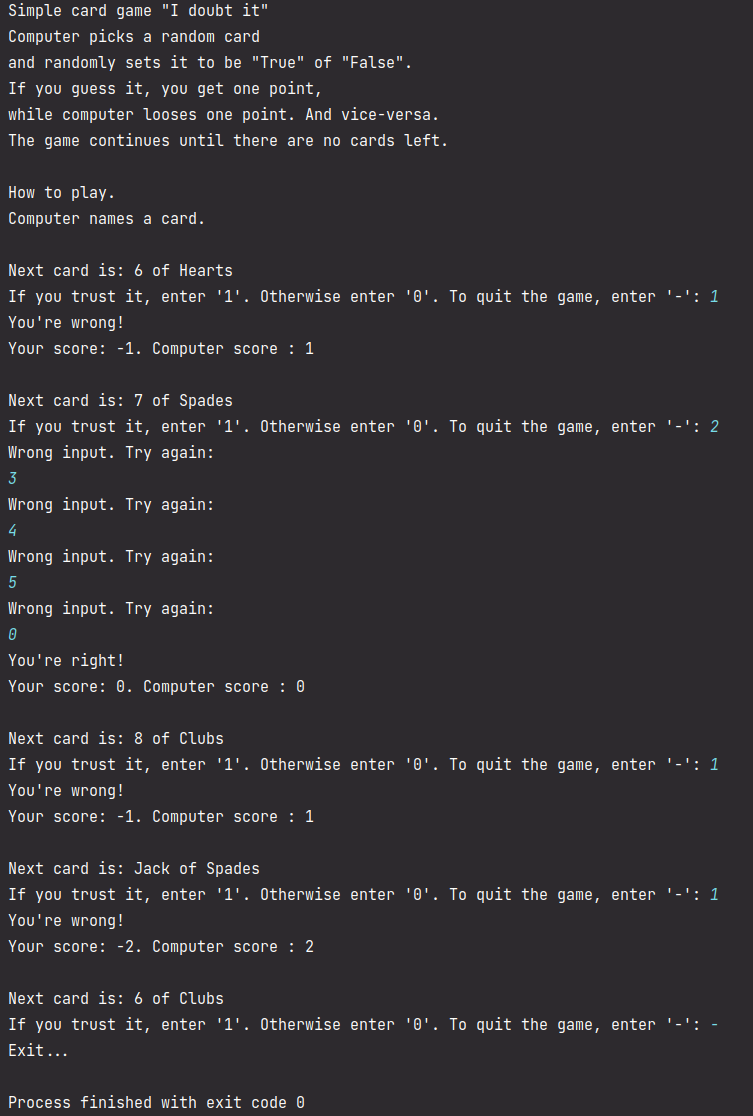 Simple card game "I doubt it"
Computer picks a random card
and randomly sets it to be "True" of "False".
If you guess it, you get one point,
while computer looses one point. And vice-versa.
The game continues until there are no cards left.
How to play.
Computer names a card.
Next card is: 6 of Hearts
If you trust it, enter '1'. Otherwise enter '0'. To quit the game, enter '-': 1
You're wrong!
Your score: -1. Computer score : 1
Next card is: 7 of Spades
If you trust it, enter '1'. Otherwise enter '0'. To quit the game, enter '-': 2
Wrong input. Try again:
3
Wrong input. Try again:
4
Wrong input. Try again:
5
Wrong input. Try again:
0
You're right!
Your score: 0. Computer score : 0
Next card is: 8 of Clubs
If you trust it, enter '1'. Otherwise enter '0'. To quit the game, enter '-': 1
You're wrong!
Your score: -1. Computer score : 1
Next card is: Jack of Spades
If you trust it, enter '1'. Otherwise enter '0'. To quit the game, enter '-': 1
You're wrong!
Your score: -2. Computer score : 2
Next card is: 6 of Clubs
If you trust it, enter '1'. Otherwise enter '0'. To quit the game, enter '-': -
Exit...
Process finished with exit code 0